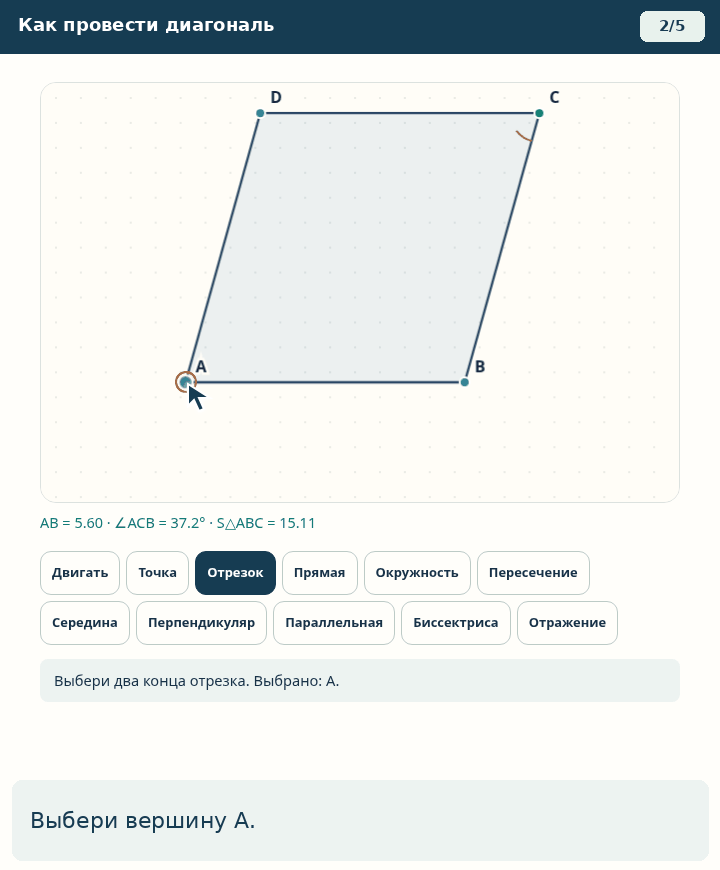 Как провести диагональ
2/5
D
C
A
B
AB = 5.60 · ∠ACB = 37.2° · S△ABC = 15.11
Двигать Точка Отрезок Прямая Окружность Пересечение
Середина Перпендикуляр Параллельная Биссектриса Отражение
Выбери два конца отрезка. Выбрано: A.
Выбери вершину A.